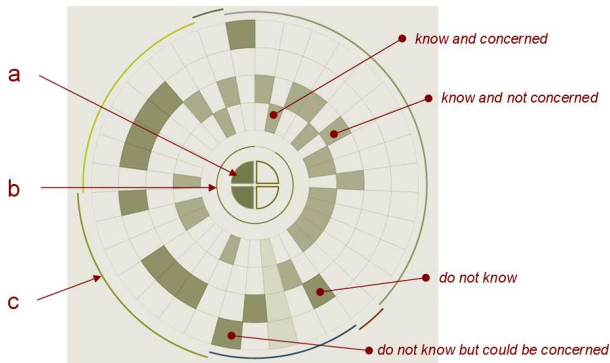 know and concerned
a
know and not concerned
b
do not know
c
do not know but could be concerned